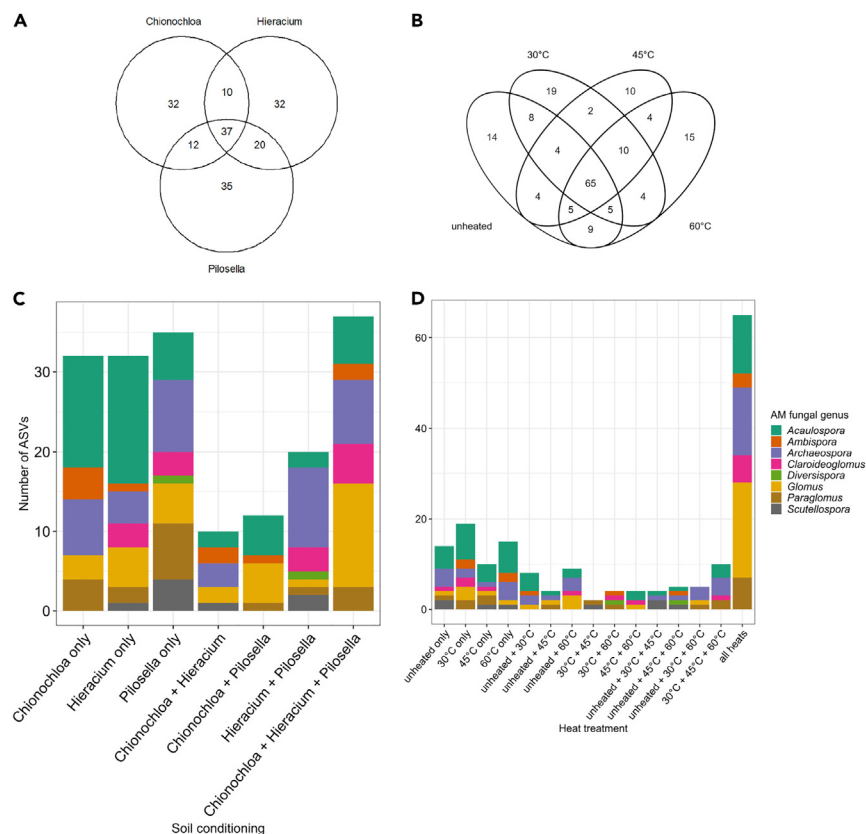 A
Chionochloa
Hieracium
10
32
32
37
12
20
35
Pilosella
B
30°C
45°C
19
10
2
14
8
4
15
4
10
65
4
4
5
5
9
unheated
60°C
C
Number of ASVs
30
20
10
0
Chionochloa only
Hieracium only
Pilosella only
Chionochloa + Hieracium
Chionochloa + Pilosella
Hieracium + Pilosella
Chionochloa + Hieracium + Pilosella
Soil conditioning
D
60
40
20
0
unheated only
30°C only
45°C only
60°C only
unheated + 30°C
unheated + 45°C
unheated + 60°C
30°C + 45°C
30°C + 60°C
45°C + 60°C
unheated + 30°C + 45°C
unheated + 45°C + 60°C
unheated + 30°C + 60°C
30°C + 45°C + 60°C
all heats
Heat treatment
AM fungal genus
Acaulospora
Ambispora
Archaeospora
Claroideoglomus
Diversispora
Glomus
Paraglomus
Scutellospora